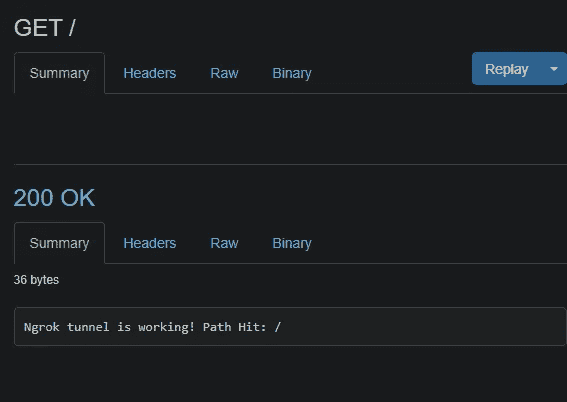 GET /
Summary Headers Raw Binary Replay
200 OK
Summary Headers Raw Binary
36 bytes
Ngrok tunnel is working! Path Hit: /